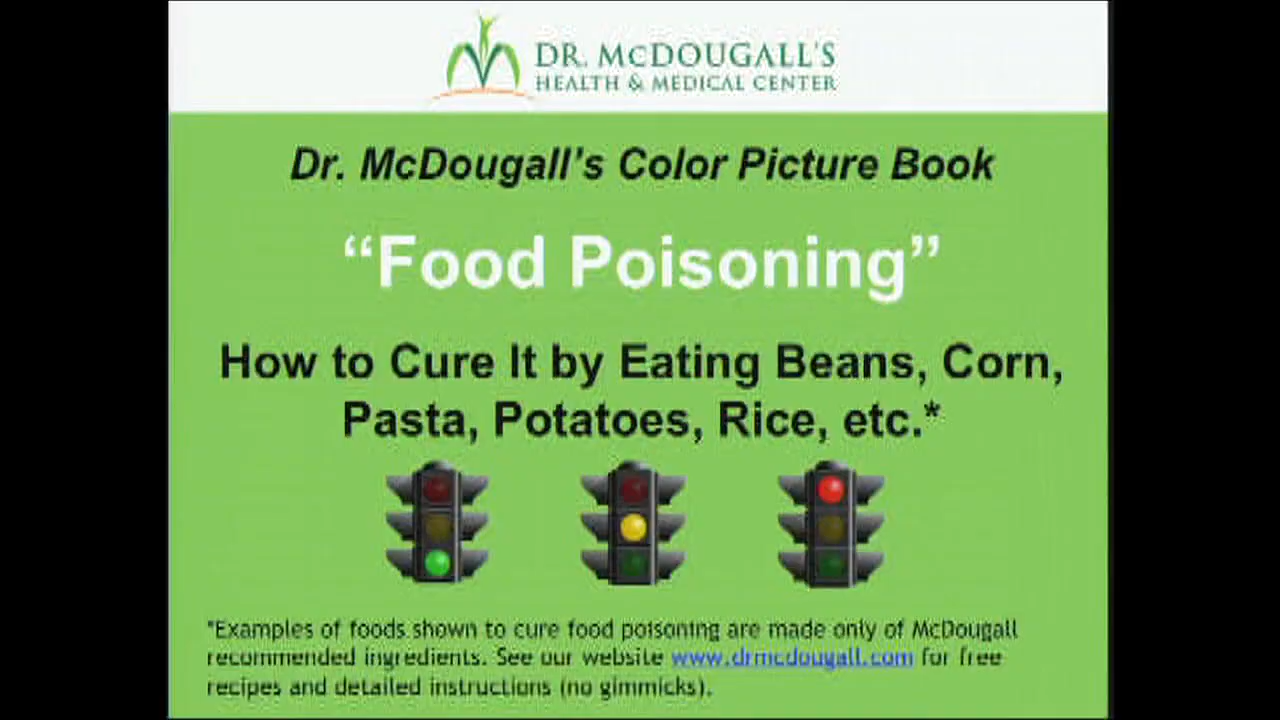 DR. McDOUGALL'S
HEALTH & MEDICAL CENTER
Dr. McDougall's Color Picture Book
“Food Poisoning”
How to Cure It by Eating Beans, Corn,
Pasta, Potatoes, Rice, etc.*
*Examples of foods shown to cure food poisoning are made only of McDougall
recommended ingredients. See our website www.drmcdougall.com for free
recipes and detailed instructions (no gimmicks).